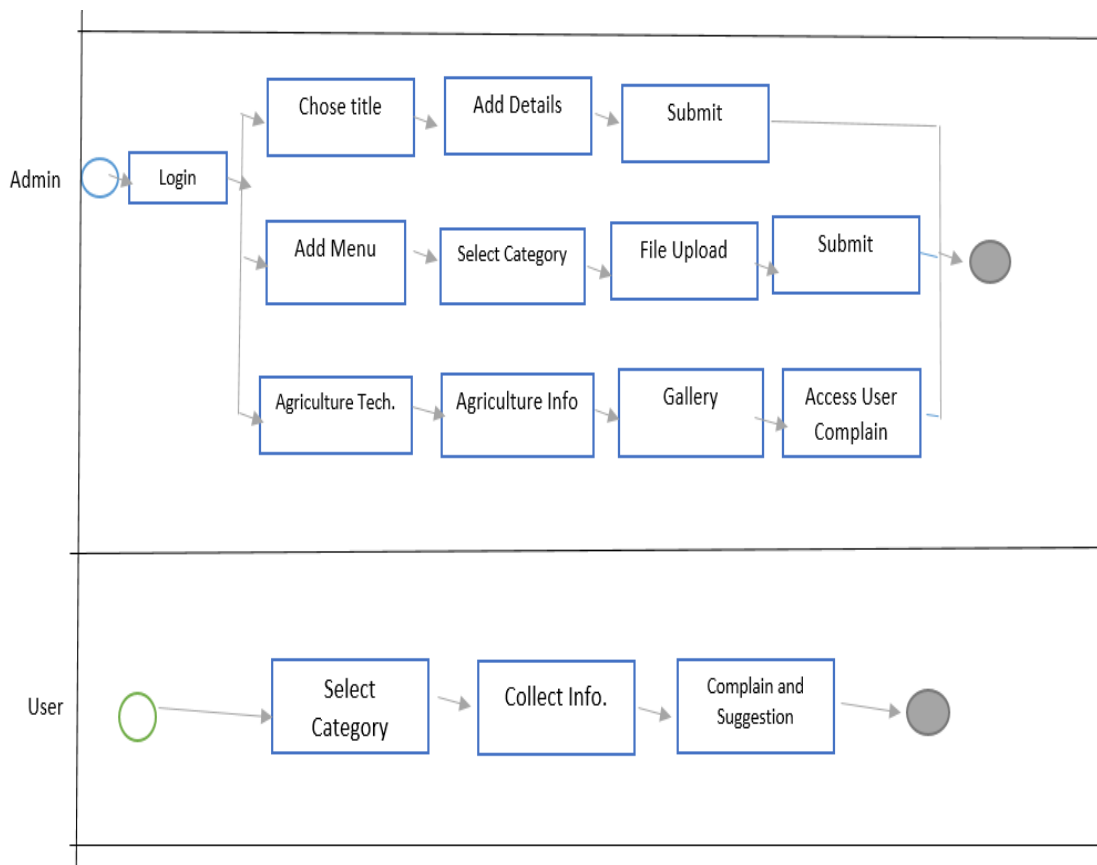 Admin
Login
Chose title
Add Details
Submit
Add Menu
Select Category
File Upload
Submit
Agriculture Tech.
Agriculture Info
Gallery
Access User
Complain
User
Select
Category
Collect Info.
Complain and
Suggestion